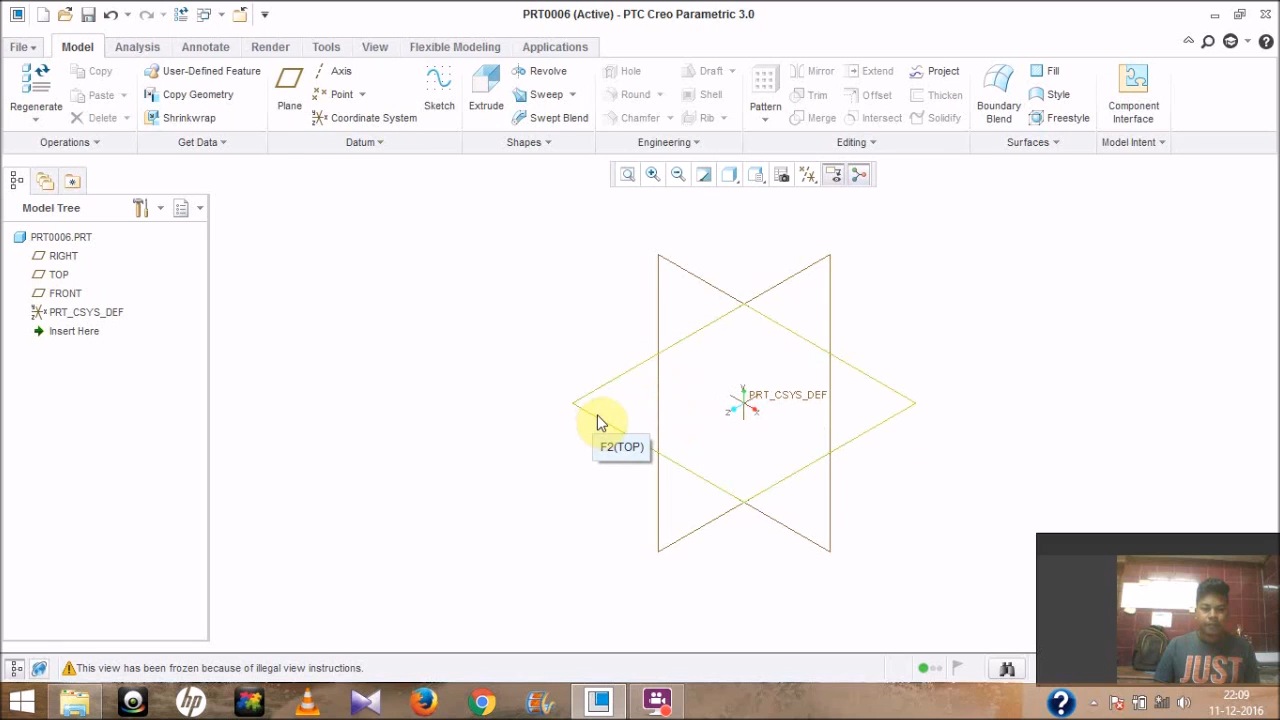 PRT0006 (Active) - PTC Creo Parametric 3.0
File Model Analysis Annotate Render Tools View Flexible Modeling Applications
Regenerate
Copy
Paste
Delete
Operations
User-Defined Feature
Copy Geometry
Shrinkwrap
Get Data
Plane
Axis
Point
Coordinate System
Datum
Sketch
Extrude
Revolve
Sweep
Swept Blend
Shapes
Hole
Round
Chamfer
Draft
Shell
Rib
Engineering
Pattern
Mirror
Trim
Merge
Extend
Offset
Intersect
Project
Thicken
Solidify
Editing
Boundary
Blend
Fill
Style
Freestyle
Surfaces
Component
Interface
Model Intent
Model Tree
PRT0006.PRT
RIGHT
TOP
FRONT
PRT_CSYS_DEF
Insert Here
Y
PRT_CSYS_DEF
Z
X
F2(TOP)
JUST
This view has been frozen because of illegal view instructions.
hp
22:09
11-12-2016